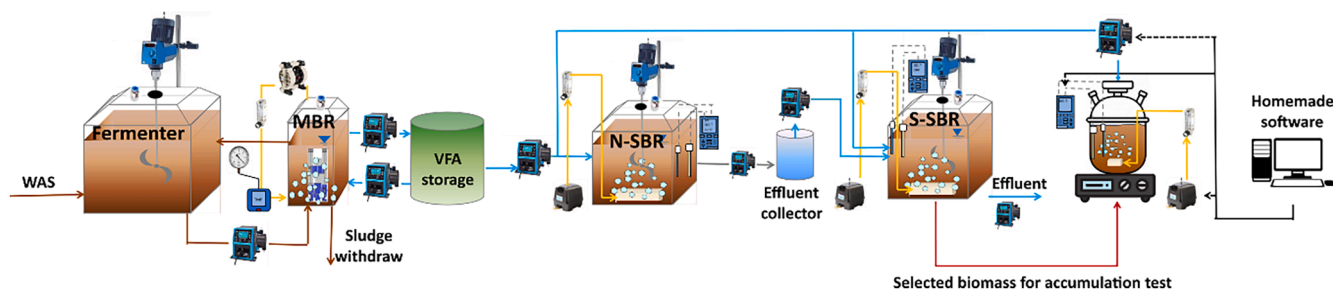 WAS
Fermenter
MBR
Sludge
withdraw
VFA
storage
N-SBR
Effluent
collector
S-SBR
Effluent
Homemade
software
Selected biomass for accumulation test